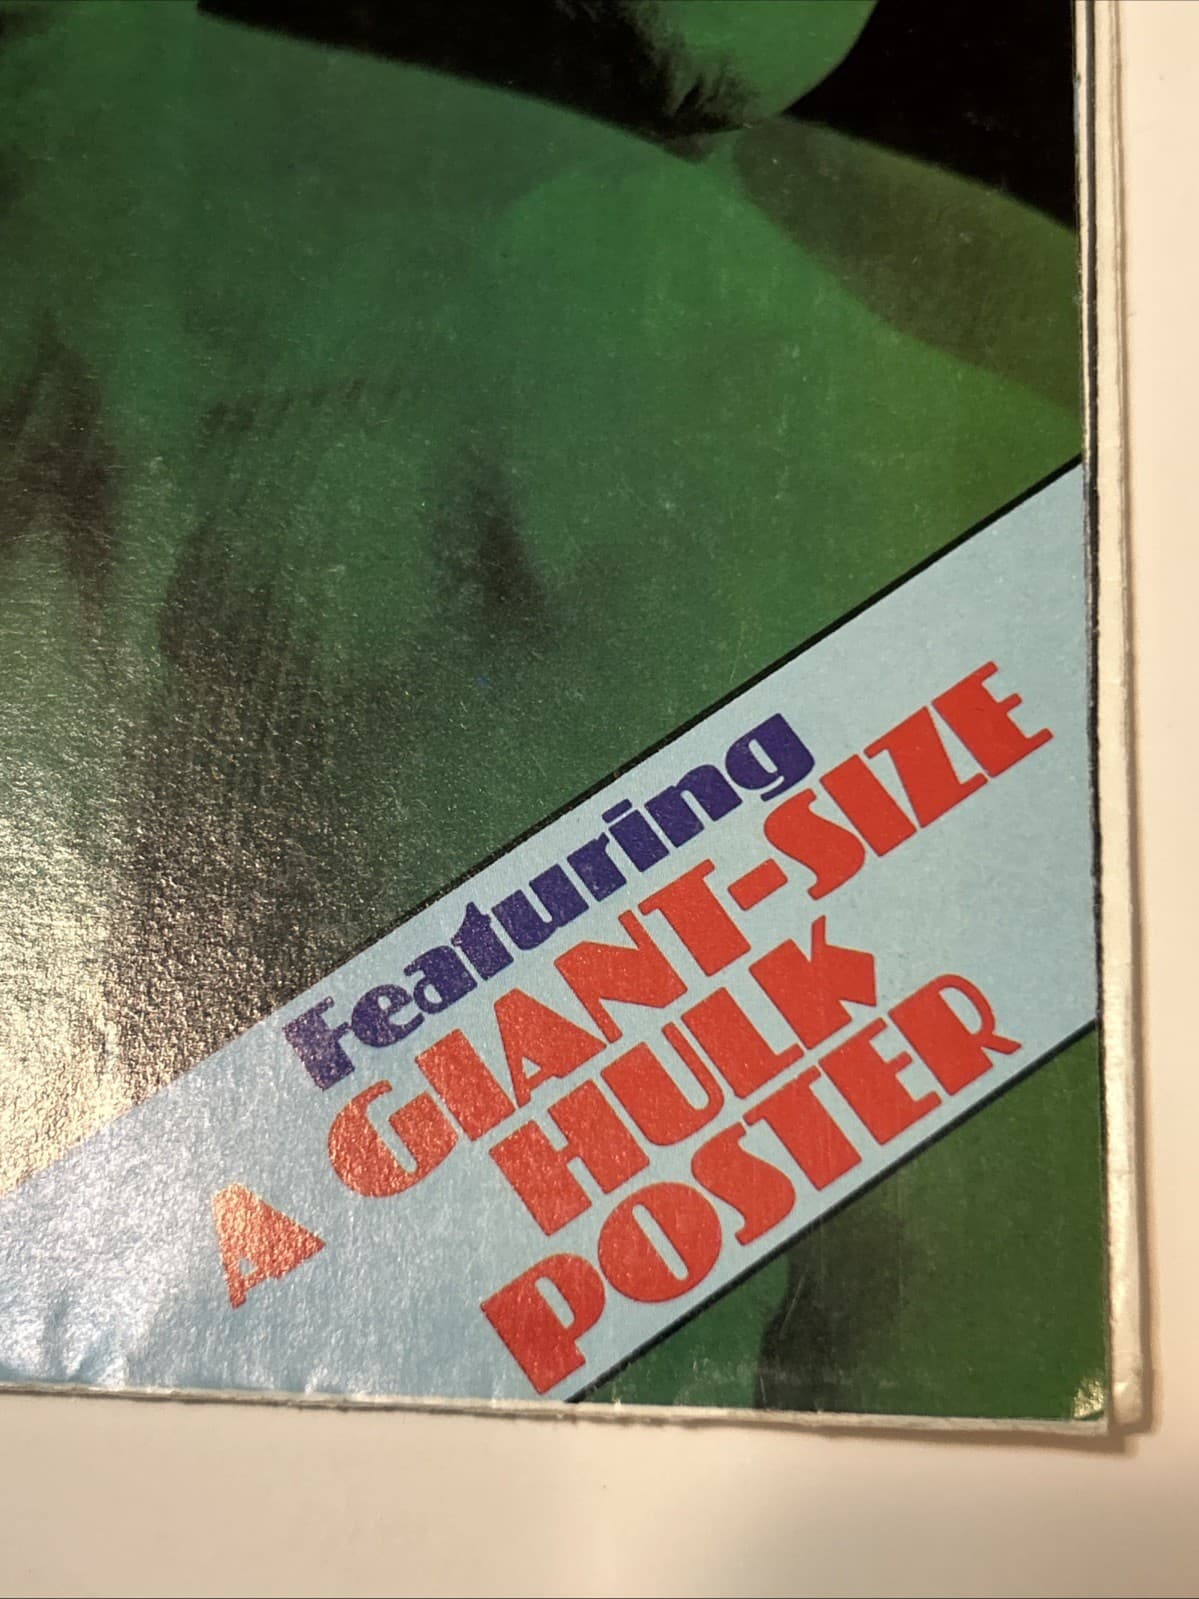 Featuring
A GIANT-SIZE
HULK
POSTER